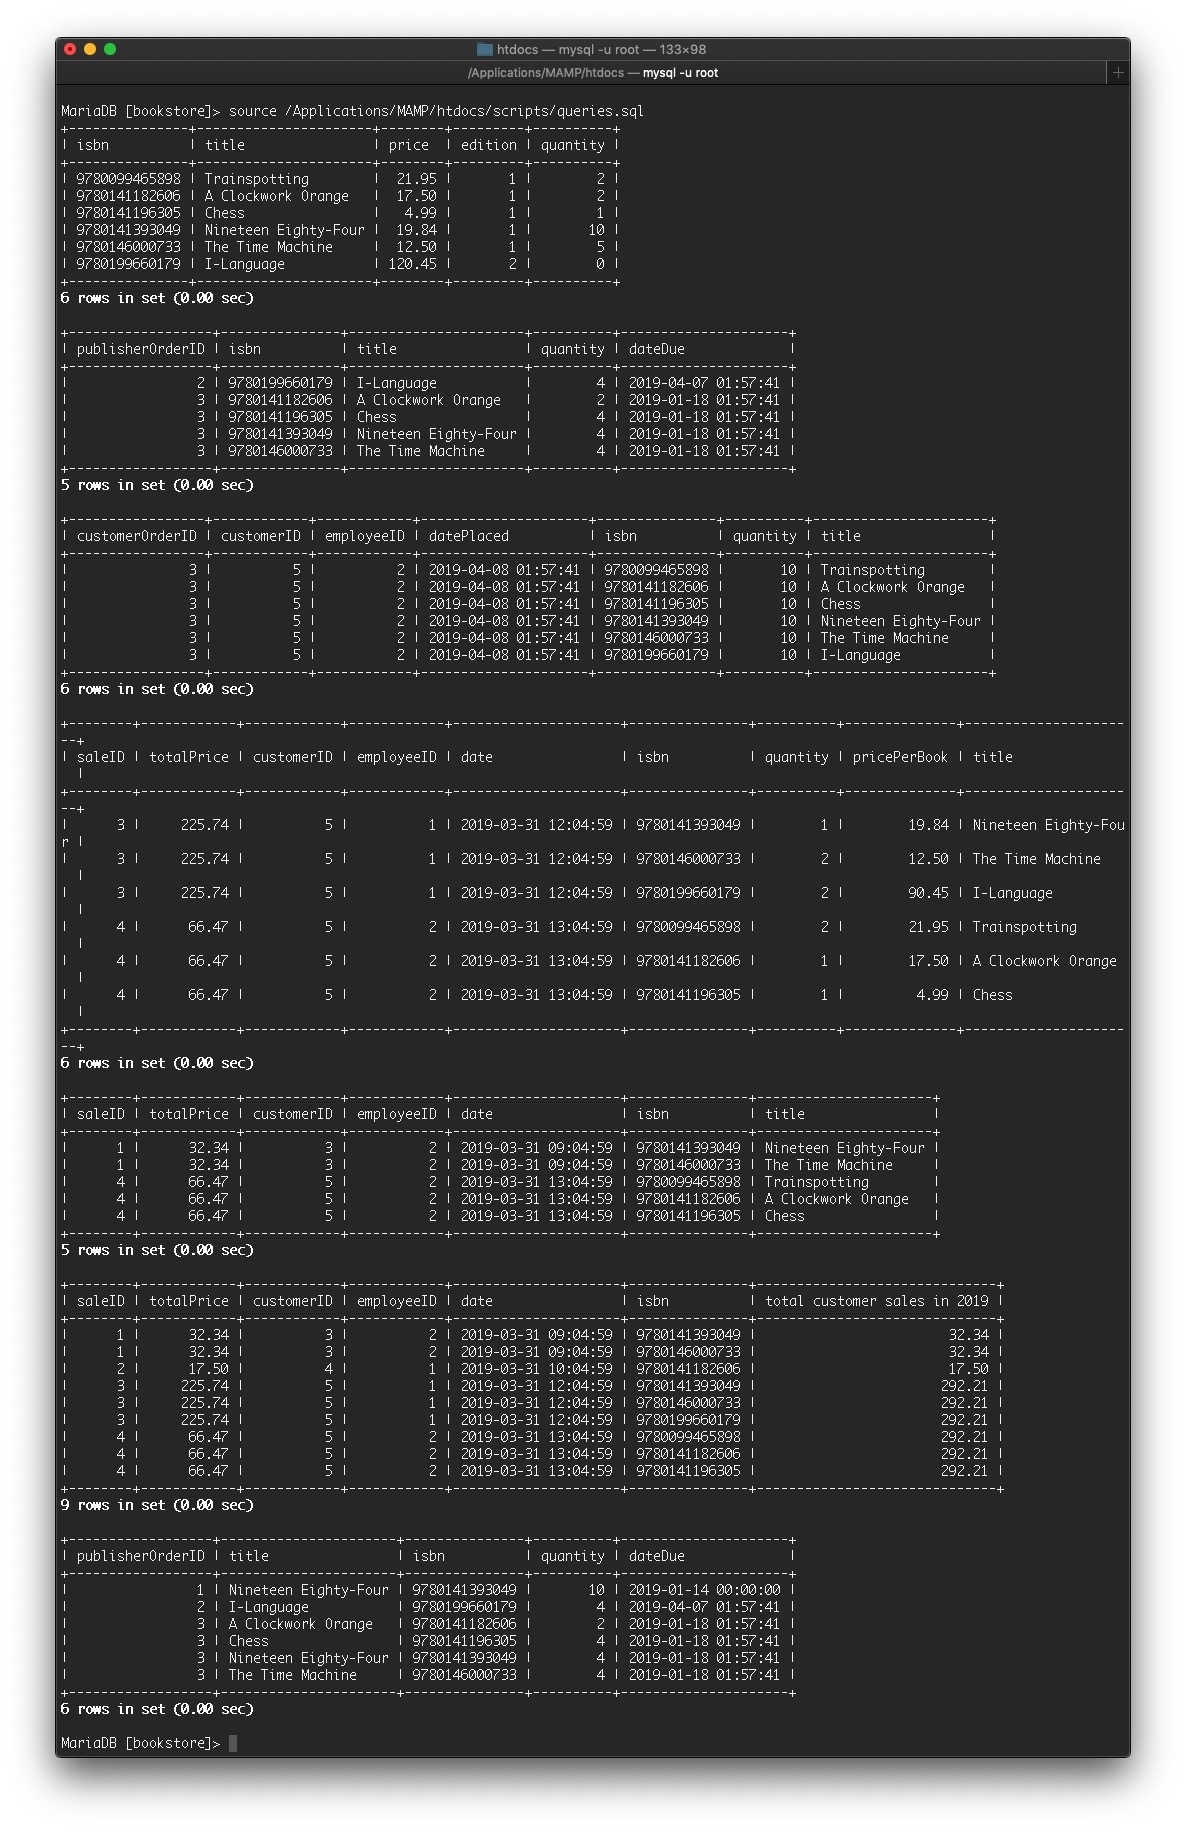 htdocs — mysql -u root — 133×98
/Applications/MAMP/htdocs — mysql -u root +
MariaDB [bookstore]> source /Applications/MAMP/htdocs/scripts/queries.sql
+---------------+----------------------+--------+---------+----------+
| isbn          | title                | price  | edition | quantity |
+---------------+----------------------+--------+---------+----------+
| 9780099465898 | Trainspotting        |  21.95 |       1 |        2 |
| 9780141182606 | A Clockwork Orange   |  17.50 |       1 |        2 |
| 9780141196305 | Chess                |   4.99 |       1 |        1 |
| 9780141393049 | Nineteen Eighty-Four |  19.84 |       1 |       10 |
| 9780146000733 | The Time Machine     |  12.50 |       1 |        5 |
| 9780199660179 | I-Language           | 120.45 |       2 |        0 |
+---------------+----------------------+--------+---------+----------+
6 rows in set (0.00 sec)
+------------------+---------------+----------------------+----------+---------------------+
| publisherOrderID | isbn          | title                | quantity | dateDue             |
+------------------+---------------+----------------------+----------+---------------------+
|                2 | 9780199660179 | I-Language           |        4 | 2019-04-07 01:57:41 |
|                3 | 9780141182606 | A Clockwork Orange   |        2 | 2019-01-18 01:57:41 |
|                3 | 9780141196305 | Chess                |        4 | 2019-01-18 01:57:41 |
|                3 | 9780141393049 | Nineteen Eighty-Four |        4 | 2019-01-18 01:57:41 |
|                3 | 9780146000733 | The Time Machine     |        4 | 2019-01-18 01:57:41 |
+------------------+---------------+----------------------+----------+---------------------+
5 rows in set (0.00 sec)
+-----------------+------------+------------+---------------------+---------------+----------+----------------------+
| customerOrderID | customerID | employeeID | datePlaced          | isbn          | quantity | title                |
+-----------------+------------+------------+---------------------+---------------+----------+----------------------+
|               3 |          5 |          2 | 2019-04-08 01:57:41 | 9780099465898 |       10 | Trainspotting        |
|               3 |          5 |          2 | 2019-04-08 01:57:41 | 9780141182606 |       10 | A Clockwork Orange   |
|               3 |          5 |          2 | 2019-04-08 01:57:41 | 9780141196305 |       10 | Chess                |
|               3 |          5 |          2 | 2019-04-08 01:57:41 | 9780141393049 |       10 | Nineteen Eighty-Four |
|               3 |          5 |          2 | 2019-04-08 01:57:41 | 9780146000733 |       10 | The Time Machine     |
|               3 |          5 |          2 | 2019-04-08 01:57:41 | 9780199660179 |       10 | I-Language           |
+-----------------+------------+------------+---------------------+---------------+----------+----------------------+
6 rows in set (0.00 sec)
+--------+------------+------------+------------+---------------------+---------------+----------+--------------+--------------------
--+
| saleID | totalPrice | customerID | employeeID | date                | isbn          | quantity | pricePerBook | title
  |
+--------+------------+------------+------------+---------------------+---------------+----------+--------------+--------------------
--+
|      3 |     225.74 |          5 |          1 | 2019-03-31 12:04:59 | 9780141393049 |        1 |        19.84 | Nineteen Eighty-Fou
r |
|      3 |     225.74 |          5 |          1 | 2019-03-31 12:04:59 | 9780146000733 |        2 |        12.50 | The Time Machine
  |
|      3 |     225.74 |          5 |          1 | 2019-03-31 12:04:59 | 9780199660179 |        2 |        90.45 | I-Language
  |
|      4 |      66.47 |          5 |          2 | 2019-03-31 13:04:59 | 9780099465898 |        2 |        21.95 | Trainspotting
  |
|      4 |      66.47 |          5 |          2 | 2019-03-31 13:04:59 | 9780141182606 |        1 |        17.50 | A Clockwork Orange
  |
|      4 |      66.47 |          5 |          2 | 2019-03-31 13:04:59 | 9780141196305 |        1 |         4.99 | Chess
  |
+--------+------------+------------+------------+---------------------+---------------+----------+--------------+--------------------
--+
6 rows in set (0.00 sec)
+--------+------------+------------+------------+---------------------+---------------+----------------------+
| saleID | totalPrice | customerID | employeeID | date                | isbn          | title                |
+--------+------------+------------+------------+---------------------+---------------+----------------------+
|      1 |      32.34 |          3 |          2 | 2019-03-31 09:04:59 | 9780141393049 | Nineteen Eighty-Four |
|      1 |      32.34 |          3 |          2 | 2019-03-31 09:04:59 | 9780146000733 | The Time Machine     |
|      4 |      66.47 |          5 |          2 | 2019-03-31 13:04:59 | 9780099465898 | Trainspotting        |
|      4 |      66.47 |          5 |          2 | 2019-03-31 13:04:59 | 9780141182606 | A Clockwork Orange   |
|      4 |      66.47 |          5 |          2 | 2019-03-31 13:04:59 | 9780141196305 | Chess                |
+--------+------------+------------+------------+---------------------+---------------+----------------------+
5 rows in set (0.00 sec)
+--------+------------+------------+------------+---------------------+---------------+------------------------------+
| saleID | totalPrice | customerID | employeeID | date                | isbn          | total customer sales in 2019 |
+--------+------------+------------+------------+---------------------+---------------+------------------------------+
|      1 |      32.34 |          3 |          2 | 2019-03-31 09:04:59 | 9780141393049 |                        32.34 |
|      1 |      32.34 |          3 |          2 | 2019-03-31 09:04:59 | 9780146000733 |                        32.34 |
|      2 |      17.50 |          4 |          1 | 2019-03-31 10:04:59 | 9780141182606 |                        17.50 |
|      3 |     225.74 |          5 |          1 | 2019-03-31 12:04:59 | 9780141393049 |                       292.21 |
|      3 |     225.74 |          5 |          1 | 2019-03-31 12:04:59 | 9780146000733 |                       292.21 |
|      3 |     225.74 |          5 |          1 | 2019-03-31 12:04:59 | 9780199660179 |                       292.21 |
|      4 |      66.47 |          5 |          2 | 2019-03-31 13:04:59 | 9780099465898 |                       292.21 |
|      4 |      66.47 |          5 |          2 | 2019-03-31 13:04:59 | 9780141182606 |                       292.21 |
|      4 |      66.47 |          5 |          2 | 2019-03-31 13:04:59 | 9780141196305 |                       292.21 |
+--------+------------+------------+------------+---------------------+---------------+------------------------------+
9 rows in set (0.00 sec)
+------------------+----------------------+---------------+----------+---------------------+
| publisherOrderID | title                | isbn          | quantity | dateDue             |
+------------------+----------------------+---------------+----------+---------------------+
|                1 | Nineteen Eighty-Four | 9780141393049 |       10 | 2019-01-14 00:00:00 |
|                2 | I-Language           | 9780199660179 |        4 | 2019-04-07 01:57:41 |
|                3 | A Clockwork Orange   | 9780141182606 |        2 | 2019-01-18 01:57:41 |
|                3 | Chess                | 9780141196305 |        4 | 2019-01-18 01:57:41 |
|                3 | Nineteen Eighty-Four | 9780141393049 |        4 | 2019-01-18 01:57:41 |
|                3 | The Time Machine     | 9780146000733 |        4 | 2019-01-18 01:57:41 |
+------------------+----------------------+---------------+----------+---------------------+
6 rows in set (0.00 sec)
MariaDB [bookstore]>